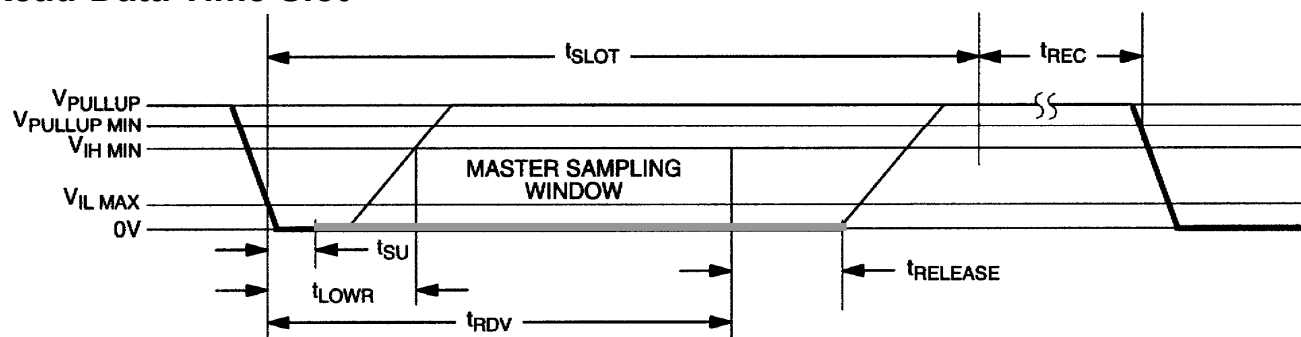 Data Time Slot
tSLOT
tREC
VPULLUP
VPULLUP MIN
VIH MIN
MASTER SAMPLING
WINDOW
VIL MAX
0V
tSU
tRELEASE
tLOWR
tRDV